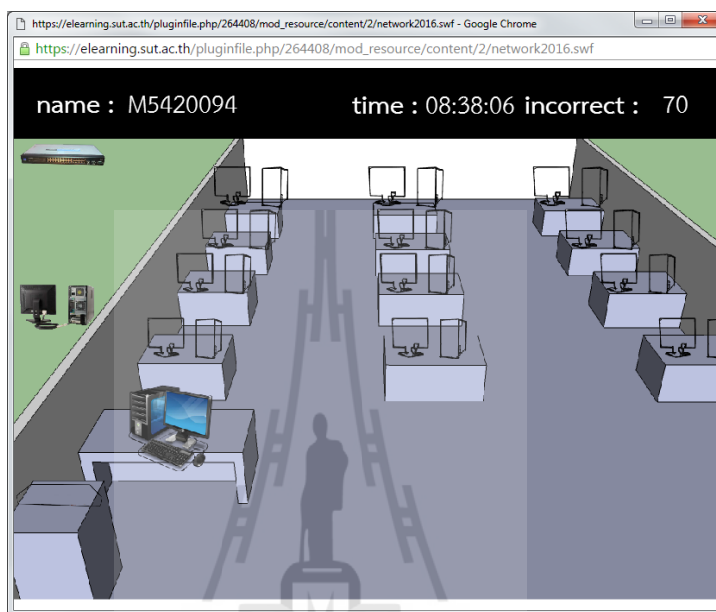 https://elearning.sut.ac.th/pluginfile.php/264408/mod_resource/content/2/network2016.swf - Google Chrome
https://elearning.sut.ac.th/pluginfile.php/264408/mod_resource/content/2/network2016.swf
name : M5420094 time : 08:38:06 incorrect : 70